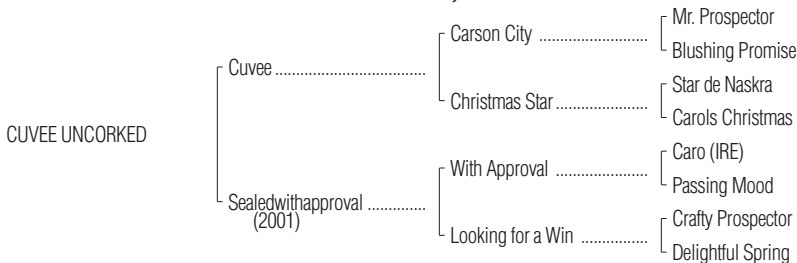 Mr. Prospector
Carson City ....................
Blushing Promise
Cuvee ...................................
Star de Naskra
Christmas Star .................
Carols Christmas
CUVEE UNCORKED
Caro (IRE)
With Approval .................
Passing Mood
Sealedwithapproval ..............
(2001)
Crafty Prospector
Looking for a Win ................
Delightful Spring